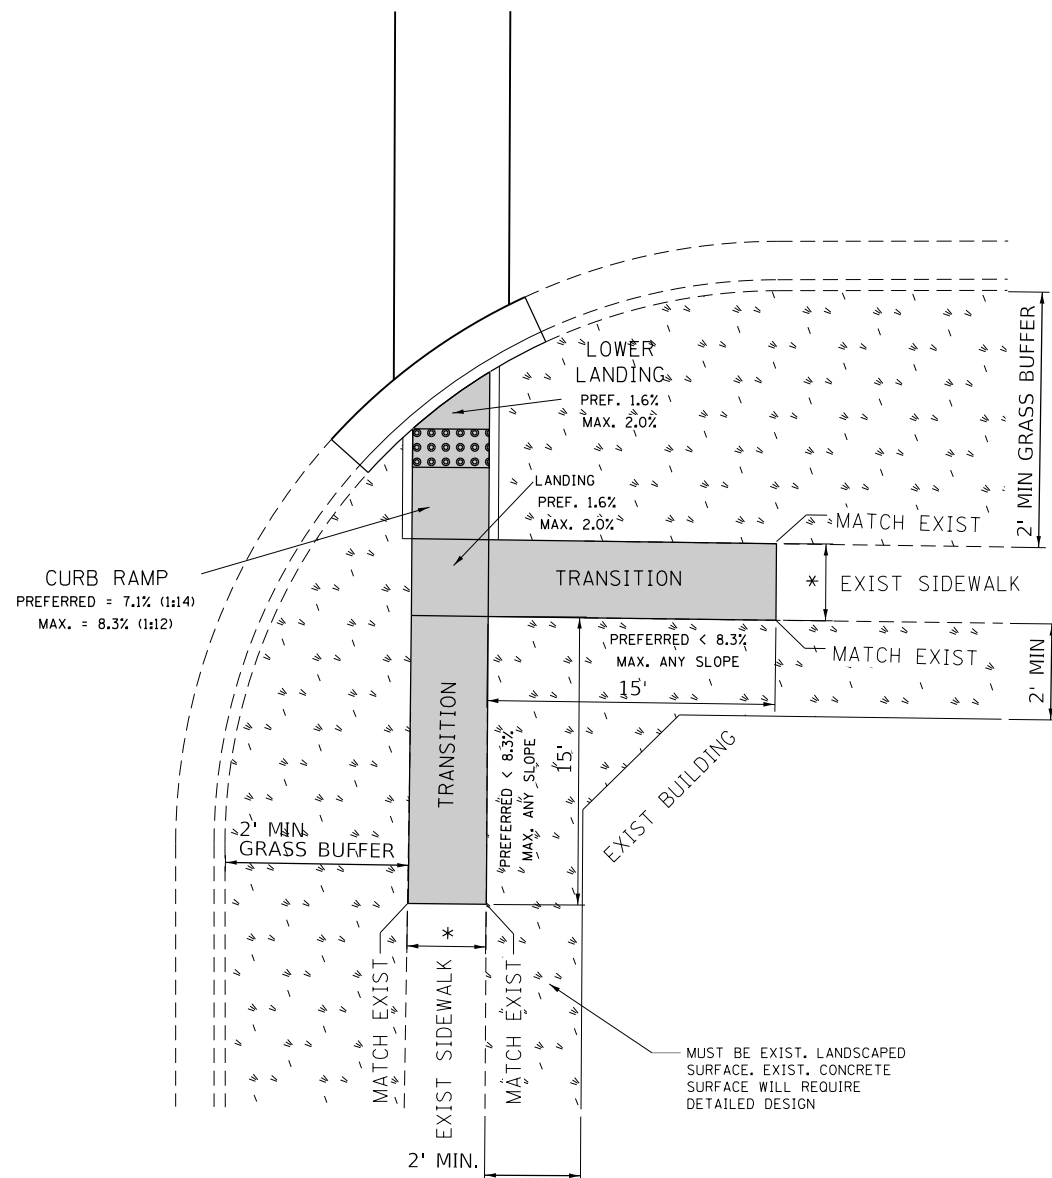 LOWER
LANDING
PREF. 1.6%
MAX. 2.0%
2' MIN GRASS BUFFER
LANDING
PREF. 1.6%
MAX. 2.0%
MATCH EXIST
CURB RAMP
PREFERRED = 7.1% (1:14)
MAX. = 8.3% (1:12)
TRANSITION
* EXIST SIDEWALK
PREFERRED < 8.3%
MAX. ANY SLOPE
MATCH EXIST
2' MIN
15'
TRANSITION
PREFERRED < 8.3%
MAX. ANY SLOPE
15'
EXIST BUILDING
2' MIN
GRASS BUFFER
*
MATCH EXIST
EXIST SIDEWALK
MATCH EXIST
MUST BE EXIST. LANDSCAPED
SURFACE. EXIST. CONCRETE
SURFACE WILL REQUIRE
DETAILED DESIGN
2' MIN.